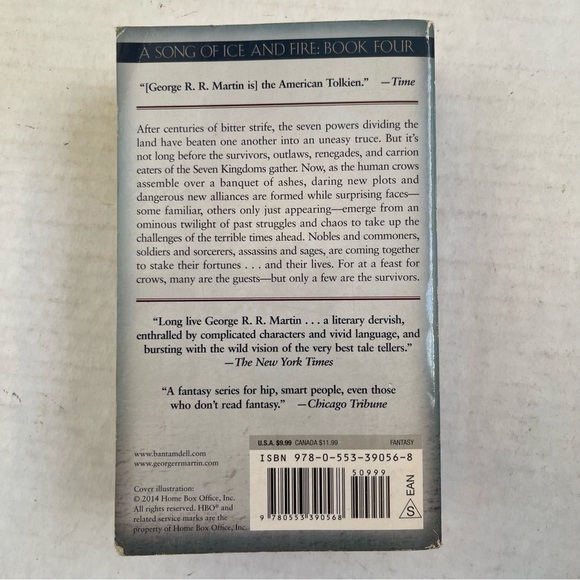 A SONG OF ICE AND FIRE: BOOK FOUR
“[George R. R. Martin is] the American Tolkien.” —Time
After centuries of bitter strife, the seven powers dividing the
land have beaten one another into an uneasy truce. But it’s
not long before the survivors, outlaws, renegades, and carrion
eaters of the Seven Kingdoms gather. Now, as the human crows
assemble over a banquet of ashes, daring new plots and
dangerous new alliances are formed while surprising faces—
some familiar, others only just appearing—emerge from an
ominous twilight of past struggles and chaos to take up the
challenges of the terrible times ahead. Nobles and commoners,
soldiers and sorcerers, assassins and sages, are coming together
to stake their fortunes . . . and their lives. For at a feast for
crows, many are the guests—but only a few are the survivors.
“Long live George R. R. Martin . . . a literary dervish,
enthralled by complicated characters and vivid language, and
bursting with the wild vision of the very best tale tellers.”
—The New York Times
“A fantasy series for hip, smart people, even those
who don’t read fantasy.” —Chicago Tribune
www.bantamdell.com
www.georgerrmartin.com
Cover illustration:
© 2014 Home Box Office, Inc.
All rights reserved. HBO® and
related service marks are the
property of Home Box Office, Inc.
U.S.A. $9.99 CANADA $11.99 FANTASY
ISBN 978-0-553-39056-8
50999
9 780553 390568
S EAN